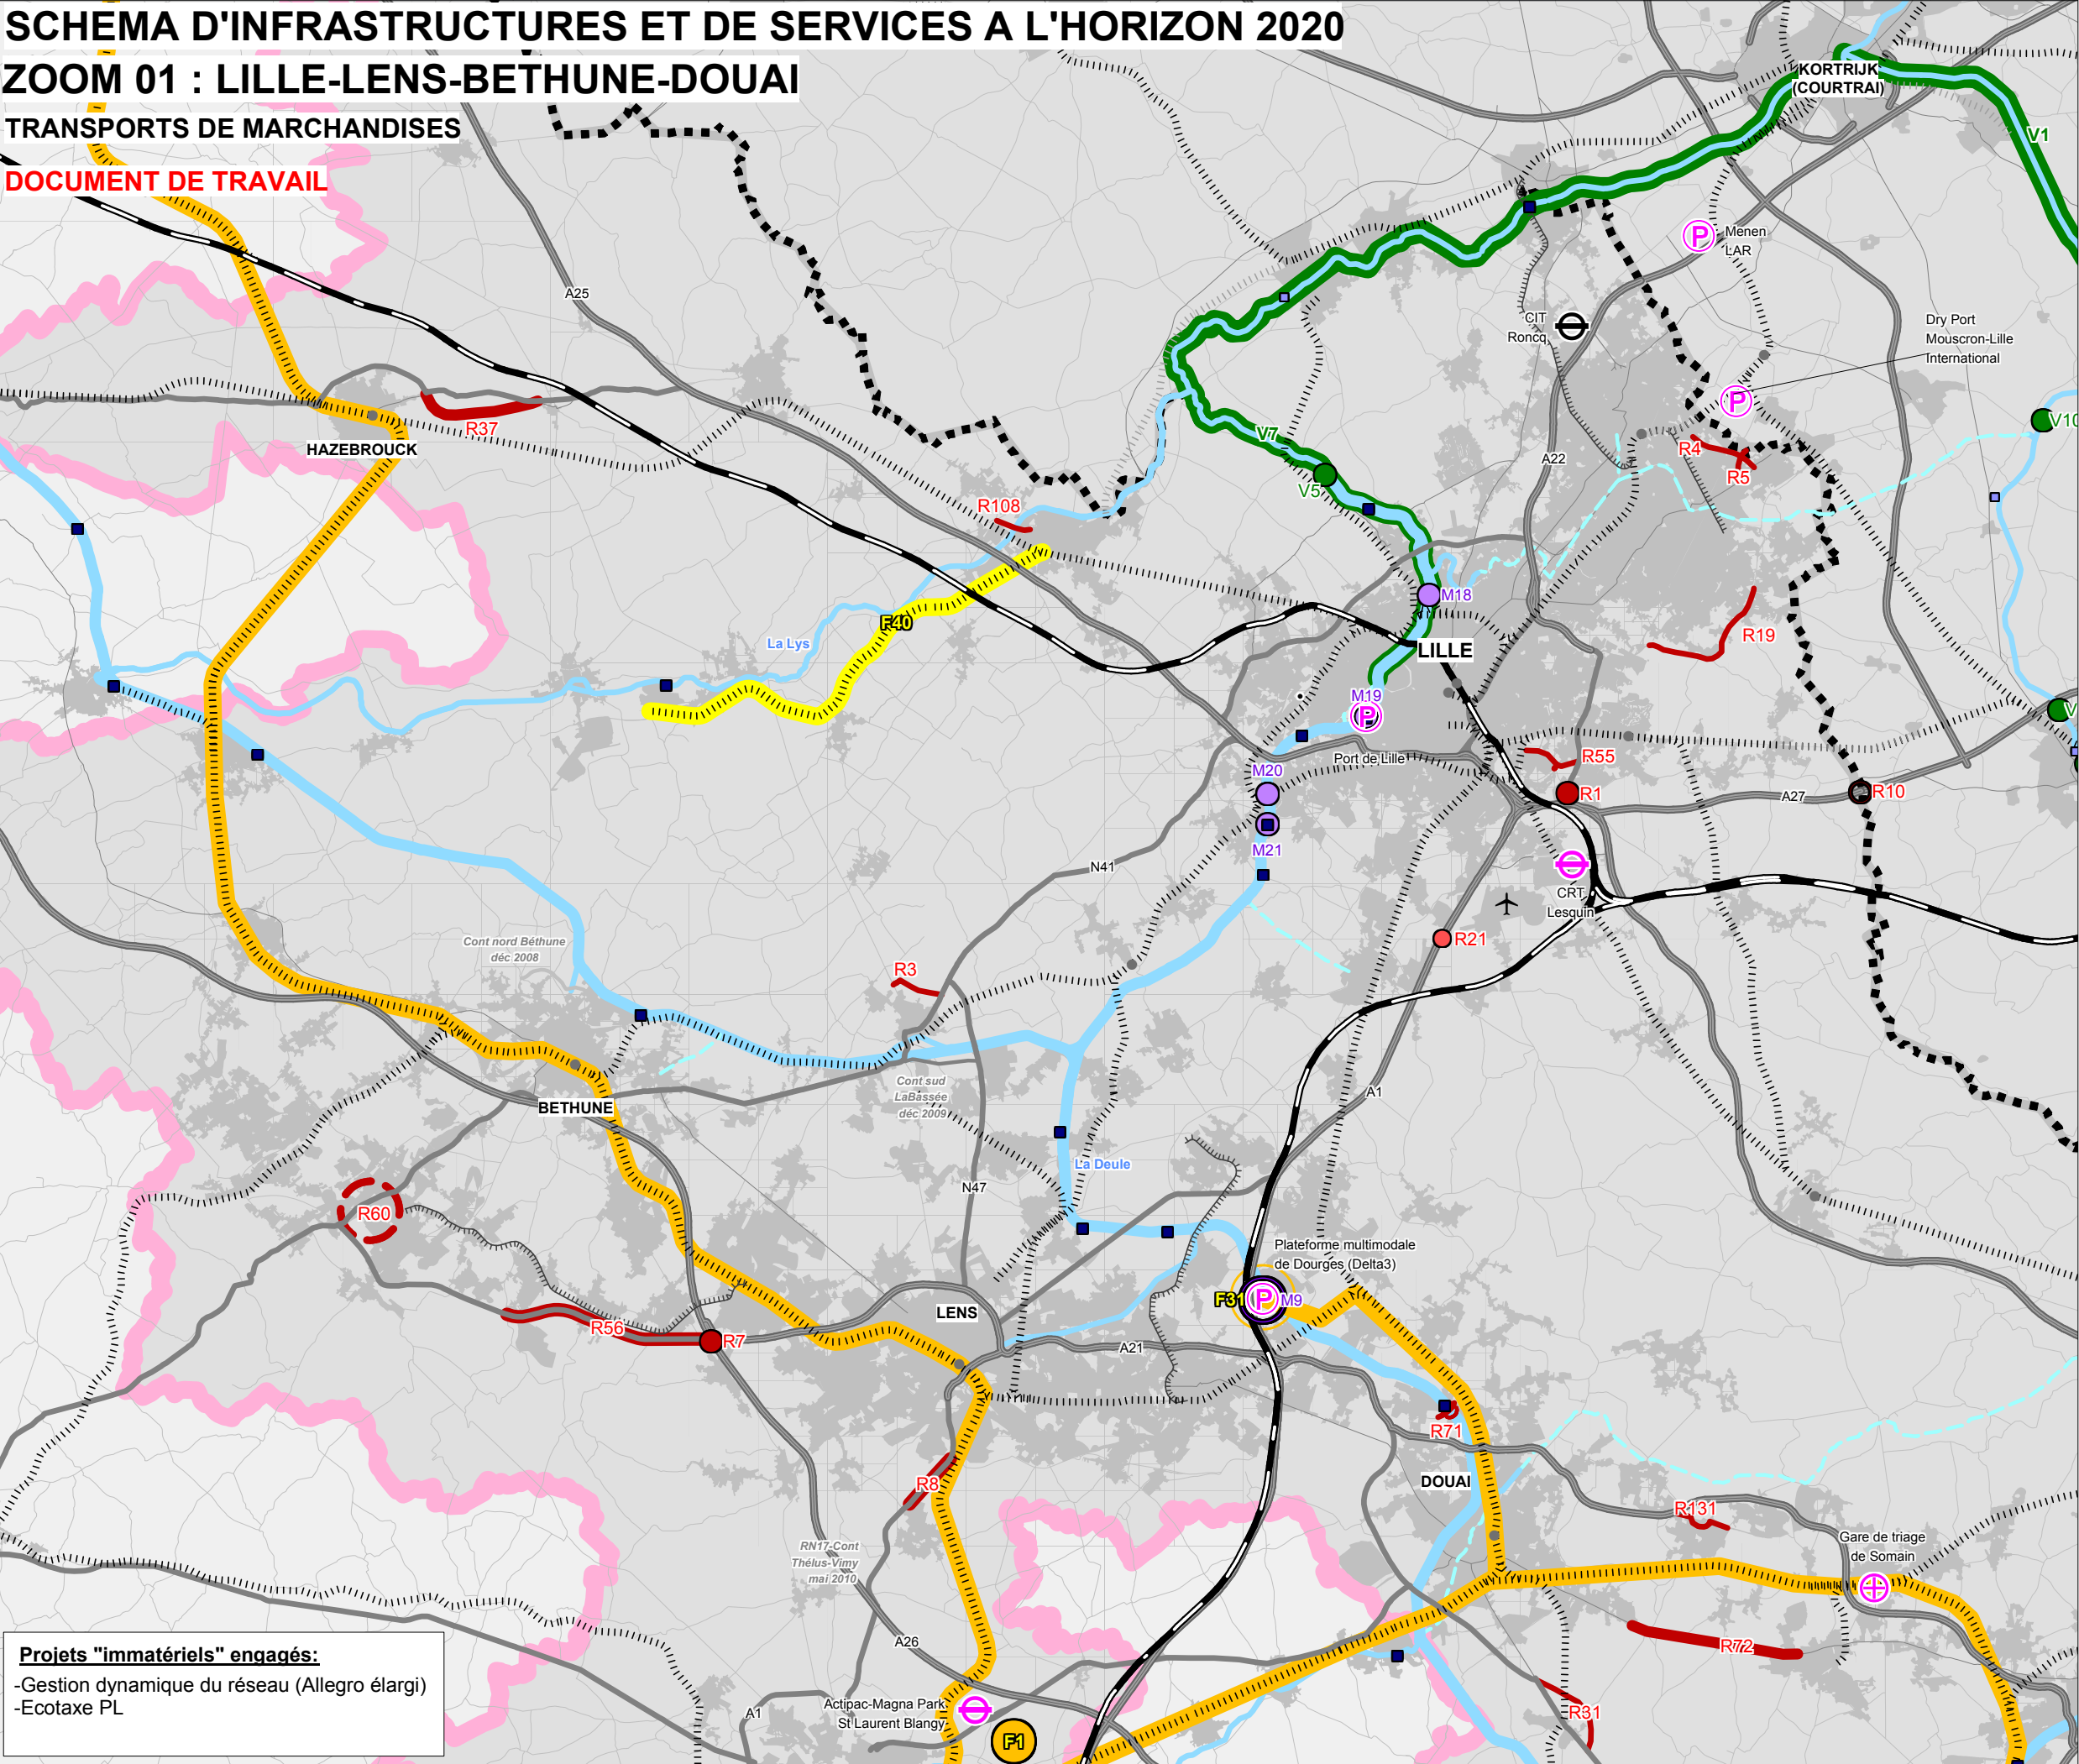 SCHEMA D'INFRASTRUCTURES ET DE SERVICES A L'HORIZON 2020
ZOOM 01 : LILLE-LENS-BETHUNE-DOUAI
TRANSPORTS DE MARCHANDISES
DOCUMENT DE TRAVAIL
KORTRIJK
(COURTRAI)
V1
Menen
LAR
P
A25
CIT
Roncq
Dry Port
Mouscron-Lille
International
P
R37
HAZEBROUCK
V7
V5
A22
R4
R5
V10
R108
F40
La Lys
M18
LILLE
R19
M19
P
Port de Lille
M20
M21
R55
R1
A27
R10
V
N41
CRT
Lesquin
R21
Cont nord Béthune
déc 2008
R3
BETHUNE
Cont sud
LaBassée
déc 2009
A1
La Deule
N47
R60
Plateforme multimodale
de Dourges (Delta3)
F31
P
M9
LENS
R56
R7
A21
R71
R8
DOUAI
R131
Gare de triage
de Somain
RN17-Cont
Thélus-Vimy
mai 2010
R72
A26
R31
Actipac-Magna Park
St Laurent Blangy
A1
F1
Projets "immatériels" engagés:
-Gestion dynamique du réseau (Allegro élargi)
-Ecotaxe PL